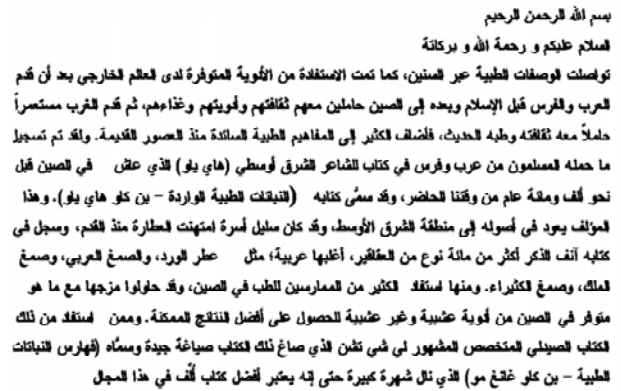 بسم الله الرحمن الرحيم
السلام عليكم و رحمة الله و بركاتة
تواصلت الوصفات الطبية عبر السنين، كما تمت الاستفادة من الأدوية المتوفرة لدى العالم الخارجي بعد أن قدم
العرب والفرس قبل الإسلام وبعده إلى الصين حاملين معهم ثقافتهم وأدويتهم وغذاءهم، ثم قدم الغرب مستعمراً
حاملاً معه ثقافته وطبه الحديث، فأضاف الكثير إلى المفاهيم الطبية السائدة منذ العصور القديمة. ولقد تم تسجيل
ما حمله المسلمون من عرب وفرس في كتاب للشاعر الشرق أوسطي (هاي ياو) الذي عاش في الصين قبل
نحو ألف ومائة عام من وقتنا الحاضر، وقد سمَّى كتابه (النباتات الطبية الواردة – بن كاو هاي ياو). وهذا
المؤلف يعود في أصوله إلى منطقة الشرق الأوسط، وقد كان سليل أسرة امتهنت العطارة منذ القدم، وسجل في
كتابه آنف الذكر أكثر من مائة نوع من العقاقير، أغلبها عربية؛ مثل عطر الورد، والصمغ العربي، وصمغ
الملك، وصمغ الكثيراء. ومنها استفاد الكثير من الممارسين للطب في الصين، وقد حاولوا مزجها مع ما هو
متوفر في الصين من أدوية عشبية وغير عشبية للحصول على أفضل النتائج الممكنة. وممن استفاد من ذلك
الكتاب الصيدلي المتخصص المشهور لي شي تشن الذي صاغ ذلك الكتاب صياغة جيدة وسمَّاه (فهارس النباتات
الطبية – بن كاو غانغ مو) الذي نال شهرة كبيرة حتى إنه يعتبر أفضل كتاب أُلِّف في هذا المجال